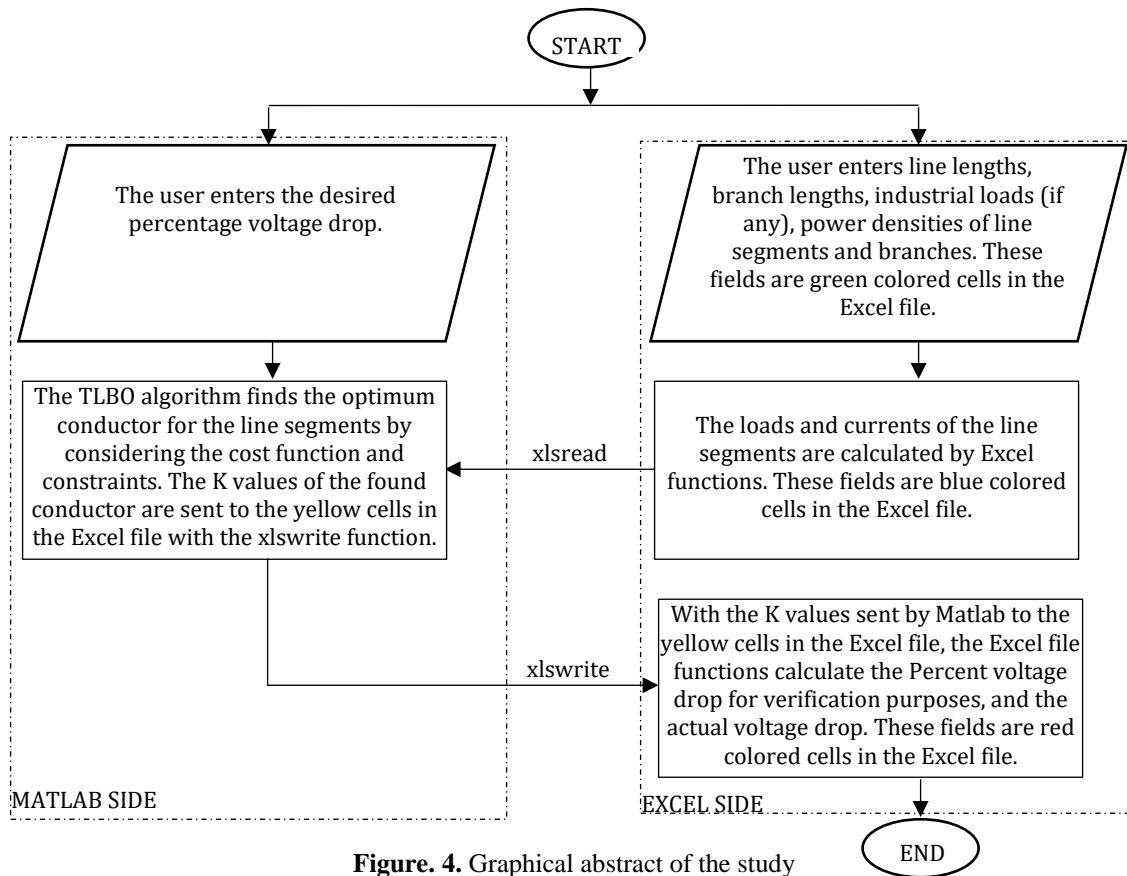 START
The user enters the desired
percentage voltage drop.
The user enters line lengths,
branch lengths, industrial loads (if
any), power densities of line
segments and branches. These
fields are green colored cells in the
Excel file.
The TLBO algorithm finds the optimum
conductor for the line segments by
considering the cost function and
constraints. The K values of the found
conductor are sent to the yellow cells in
the Excel file with the xlswrite function.
xlsread
The loads and currents of the line
segments are calculated by Excel
functions. These fields are blue colored
cells in the Excel file.
xlswrite
With the K values sent by Matlab to the
yellow cells in the Excel file, the Excel file
functions calculate the Percent voltage
drop for verification purposes, and the
actual voltage drop. These fields are red
colored cells in the Excel file.
MATLAB SIDE
EXCEL SIDE
END
Figure. 4. Graphical abstract of the study